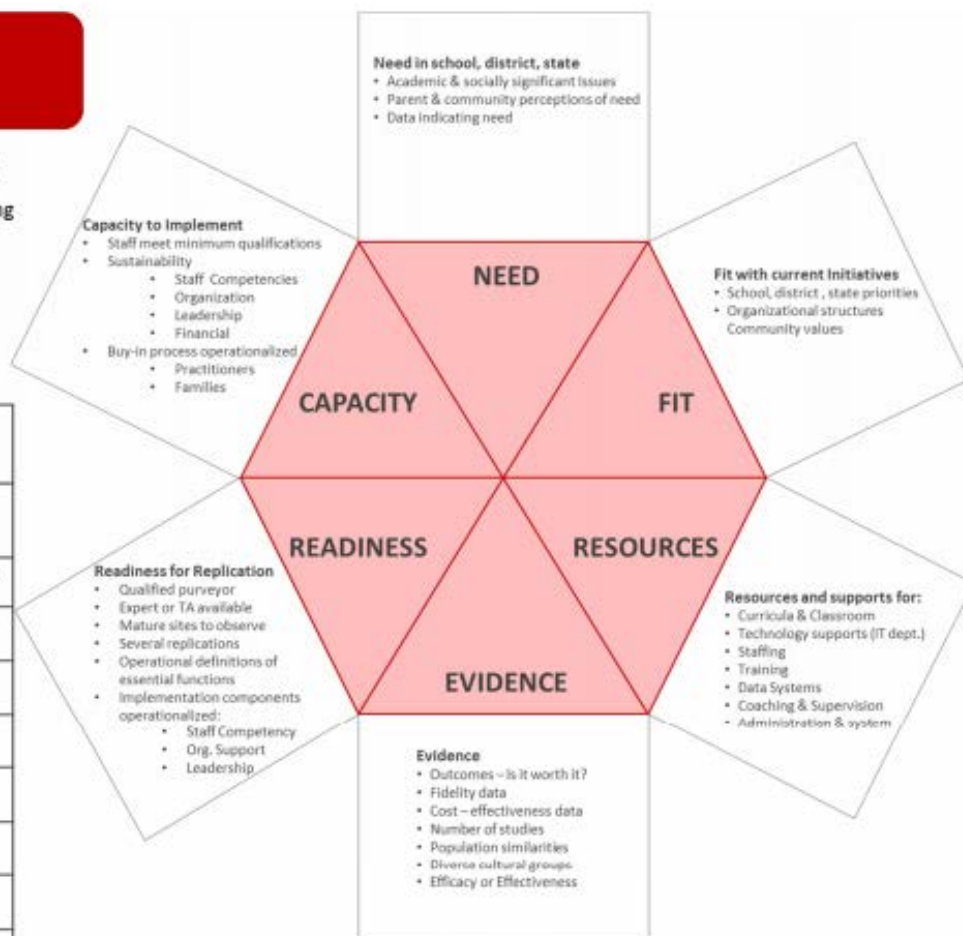 Need in school, district, state
• Academic & socially significant Issues
• Parent & community perceptions of need
• Data indicating need
Capacity to Implement
• Staff meet minimum qualifications
• Sustainability
• Staff Competencies
• Organization
• Leadership
• Financial
• Buy-in process operationalized
• Practitioners
• Families
Fit with current Initiatives
• School, district , state priorities
• Organizational structures
Community values
NEED
CAPACITY
FIT
READINESS
RESOURCES
EVIDENCE
Readiness for Replication
• Qualified purveyor
• Expert or TA available
• Mature sites to observe
• Several replications
• Operational definitions of
essential functions
• Implementation components
operationalized:
• Staff Competency
• Org. Support
• Leadership
Resources and supports for:
• Curricula & Classroom
• Technology supports (IT dept.)
• Staffing
• Training
• Data Systems
• Coaching & Supervision
• Administration & system
Evidence
• Outcomes – is it worth it?
• Fidelity data
• Cost – effectiveness data
• Number of studies
• Population similarities
• Diverse cultural groups
• Efficacy or Effectiveness